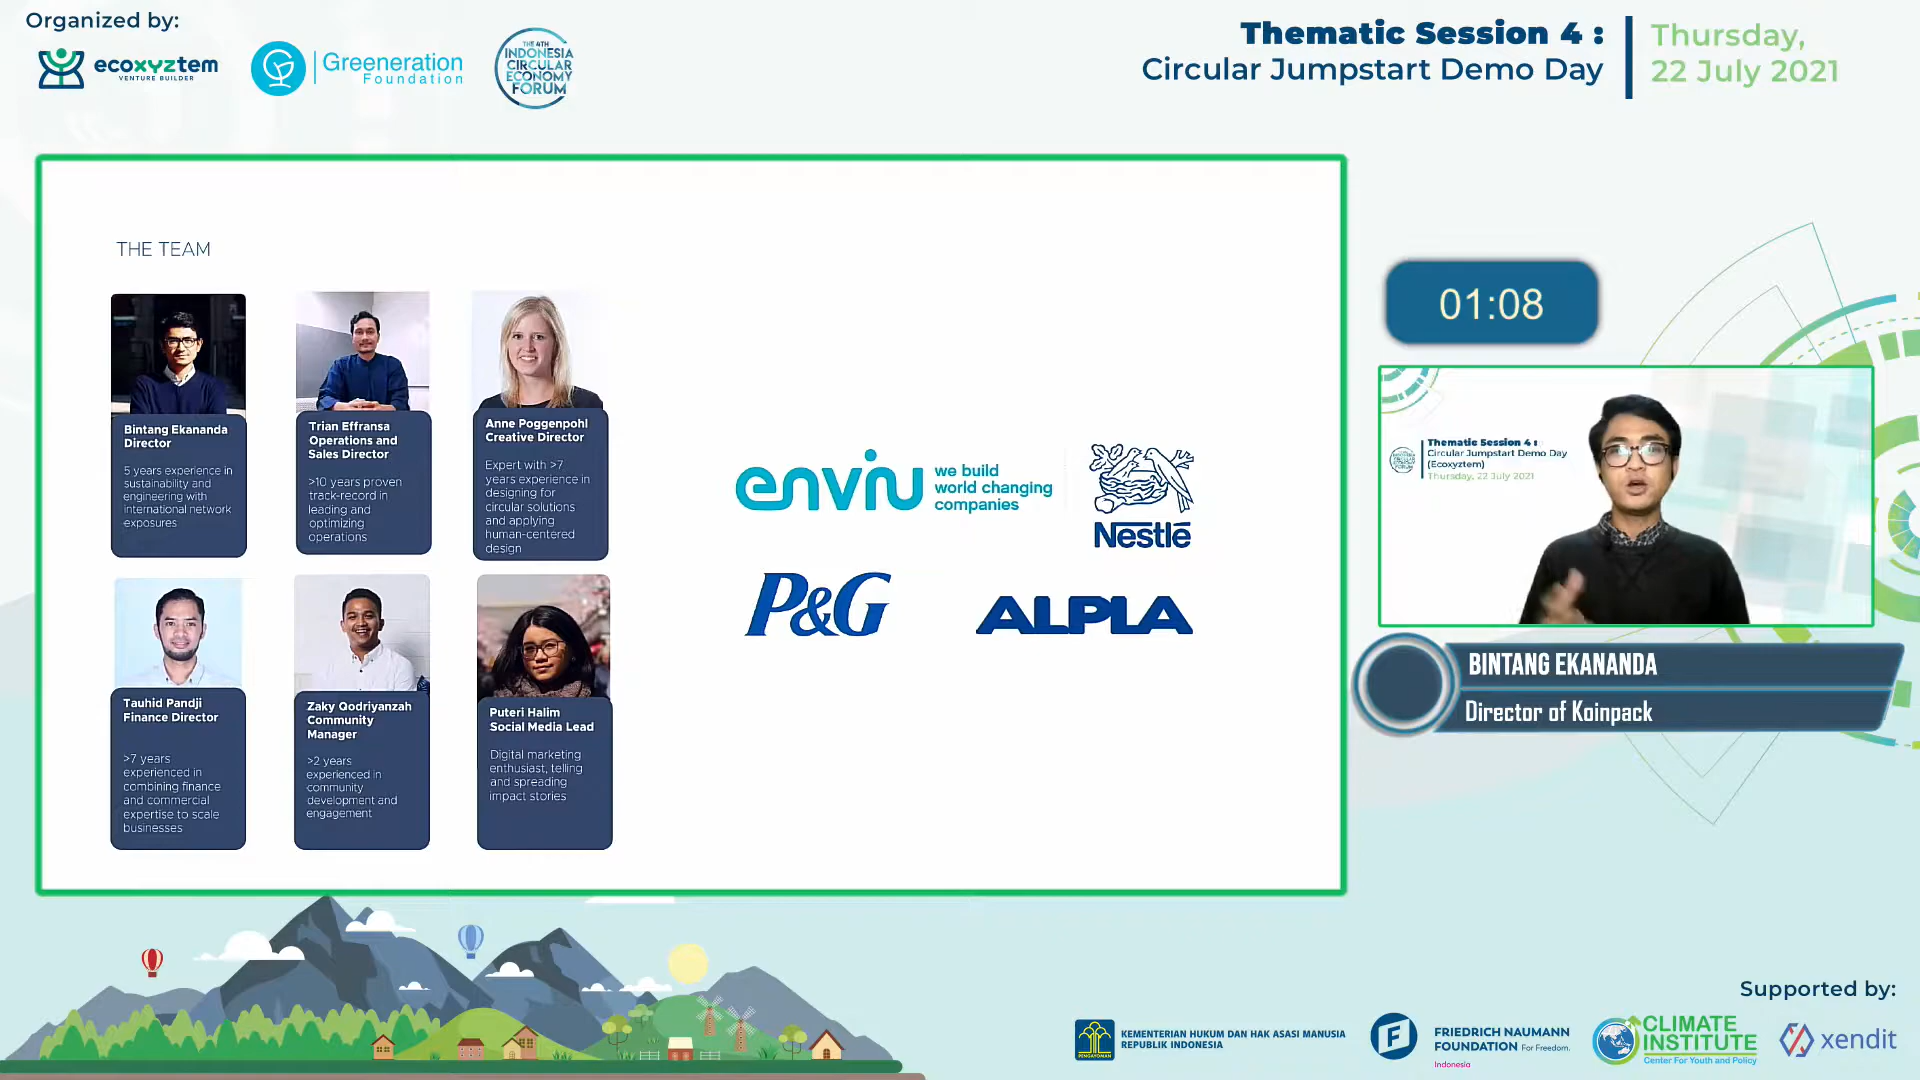 Organized by:
ecoxyztem
VENTURE BUILDER
Greeneration
Foundation
THE 4TH
INDONESIA
CIRCULAR
ECONOMY
FORUM
Thematic Session 4 :
Circular Jumpstart Demo Day
Thursday,
22 July 2021
THE TEAM
Bintang Ekananda
Director
5 years experience in
sustainability and
engineering with
international network
exposures
Trian Effransa
Operations and
Sales Director
>10 years proven
track-record in
leading and
optimizing
operations
Anne Poggenpohl
Creative Director
Expert with >7
years experience in
designing for
circular solutions
and applying
human-centered
design
Tauhid Pandji
Finance Director
>7 years
experienced in
combining finance
and commercial
expertise to scale
businesses
Zaky Qodriyanzah
Community
Manager
>2 years
experienced in
community
development and
engagement
Puteri Halim
Social Media Lead
Digital marketing
enthusiast, telling
and spreading
impact stories
enviu
we build
world changing
companies
Nestlé
P&G
ALPLA
01:08
Thematic Session 4 :
Circular Jumpstart Demo Day
(Ecoxyztem)
Thursday, 22 July 2021
BINTANG EKANANDA
Director of Koinpack
Supported by:
PENGAYOMAN
KEMENTERIAN HUKUM DAN HAK ASASI MANUSIA
REPUBLIK INDONESIA
FRIEDRICH NAUMANN
FOUNDATION For Freedom.
Indonesia
CLIMATE
INSTITUTE
Center For Youth and Policy
xendit